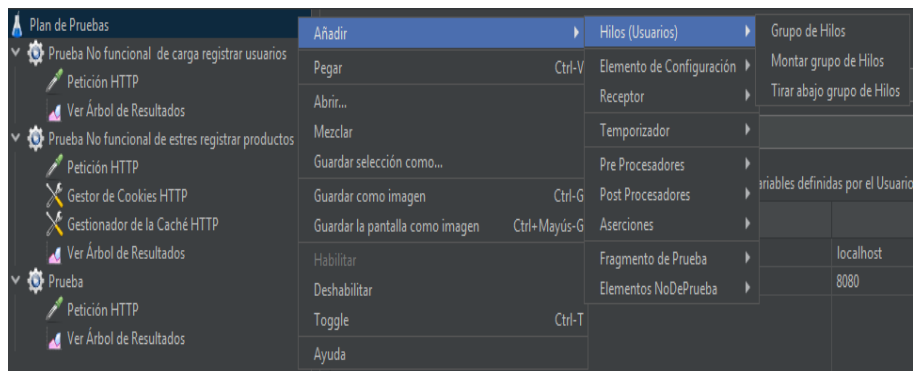 Plan de Pruebas
Prueba No funcional de carga registrar usuarios
Petición HTTP
Ver Árbol de Resultados
Prueba No funcional de estres registrar productos
Petición HTTP
Gestor de Cookies HTTP
Gestionador de la Caché HTTP
Ver Árbol de Resultados
Prueba
Petición HTTP
Ver Árbol de Resultados
Añadir
Pegar Ctrl-V
Abrir...
Mezclar
Guardar selección como...
Guardar como imagen Ctrl-G
Guardar la pantalla como imagen Ctrl+Mayús-G
Habilitar
Deshabilitar
Toggle Ctrl-T
Ayuda
Hilos (Usuarios)
Elemento de Configuración
Receptor
Temporizador
Pre Procesadores
Post Procesadores
Aserciones
Fragmento de Prueba
Elementos NoDePrueba
Grupo de Hilos
Montar grupo de Hilos
Tirar abajo grupo de Hilos
ariables definidas por el Usuario
localhost
8080